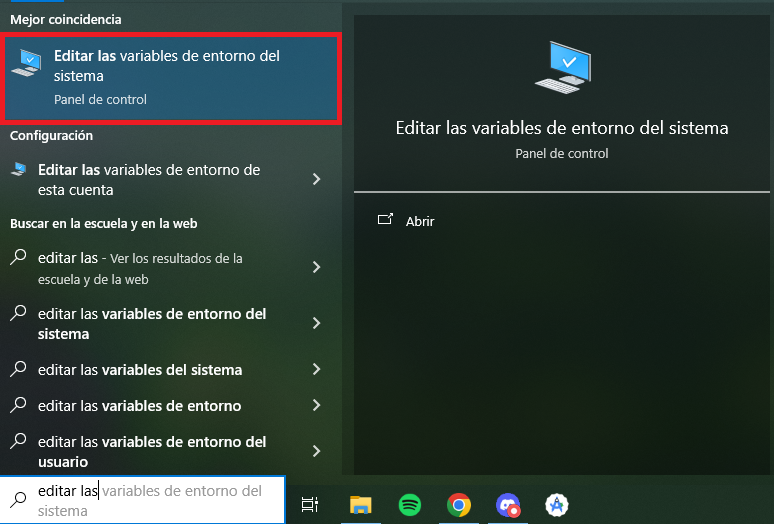 Mejor coincidencia
Editar las variables de entorno del
sistema
Panel de control
Configuración
Editar las variables de entorno de
esta cuenta
Buscar en la escuela y en la web
editar las - Ver los resultados de la
escuela y de la web
editar las variables de entorno del
sistema
editar las variables del sistema
editar las variables de entorno
editar las variables de entorno del
usuario
editar las variables de entorno del
sistema
Editar las variables de entorno del sistema
Panel de control
Abrir